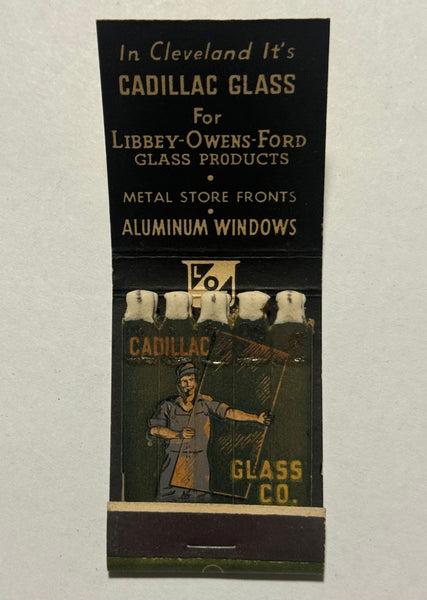 In Cleveland It's
CADILLAC GLASS
For
LIBBEY-OWENS-FORD
GLASS PRODUCTS
•
METAL STORE FRONTS
•
ALUMINUM WINDOWS
L/O
CADILLAC
GLASS
CO.